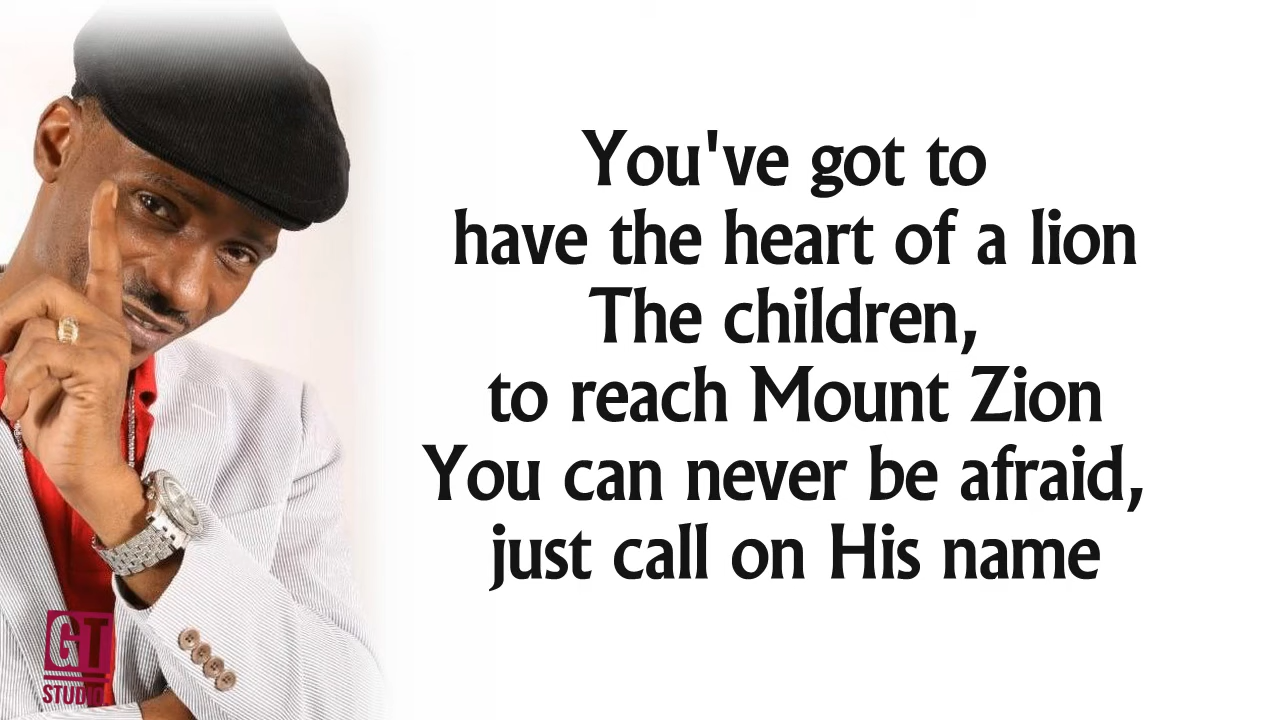 You've got to
have the heart of a lion
The children,
to reach Mount Zion
You can never be afraid,
just call on His name
GT
STUDIO